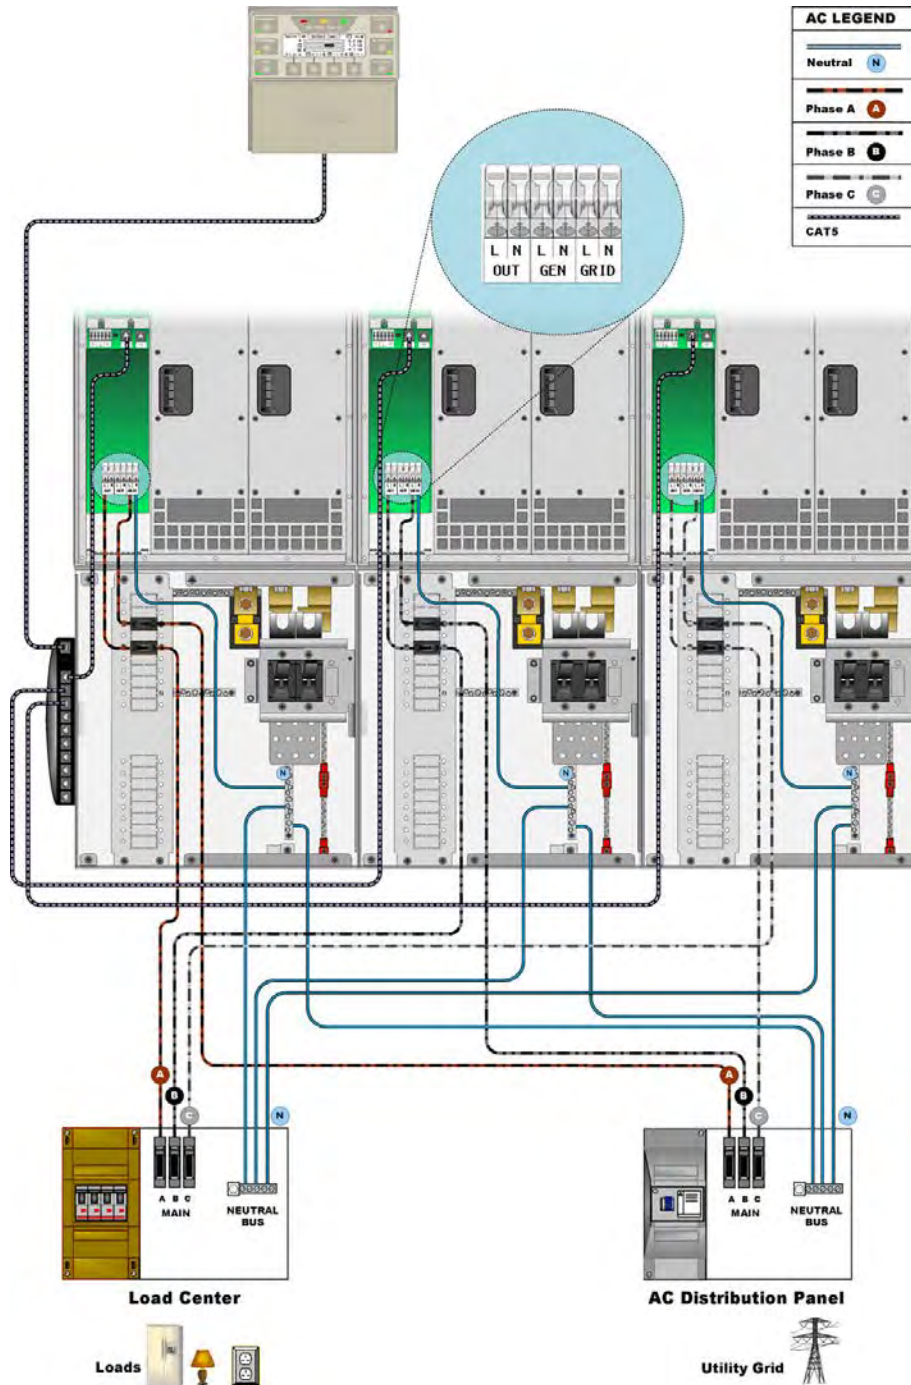 AC LEGEND
Neutral N
Phase A A
Phase B B
Phase C C
CAT5
L N L N L N
OUT GEN GRID
N
N
N
A
B
C
N
A
B
C
N
A B C
MAIN
NEUTRAL
BUS
A B C
MAIN
NEUTRAL
BUS
Load Center
AC Distribution Panel
Loads
Utility Grid